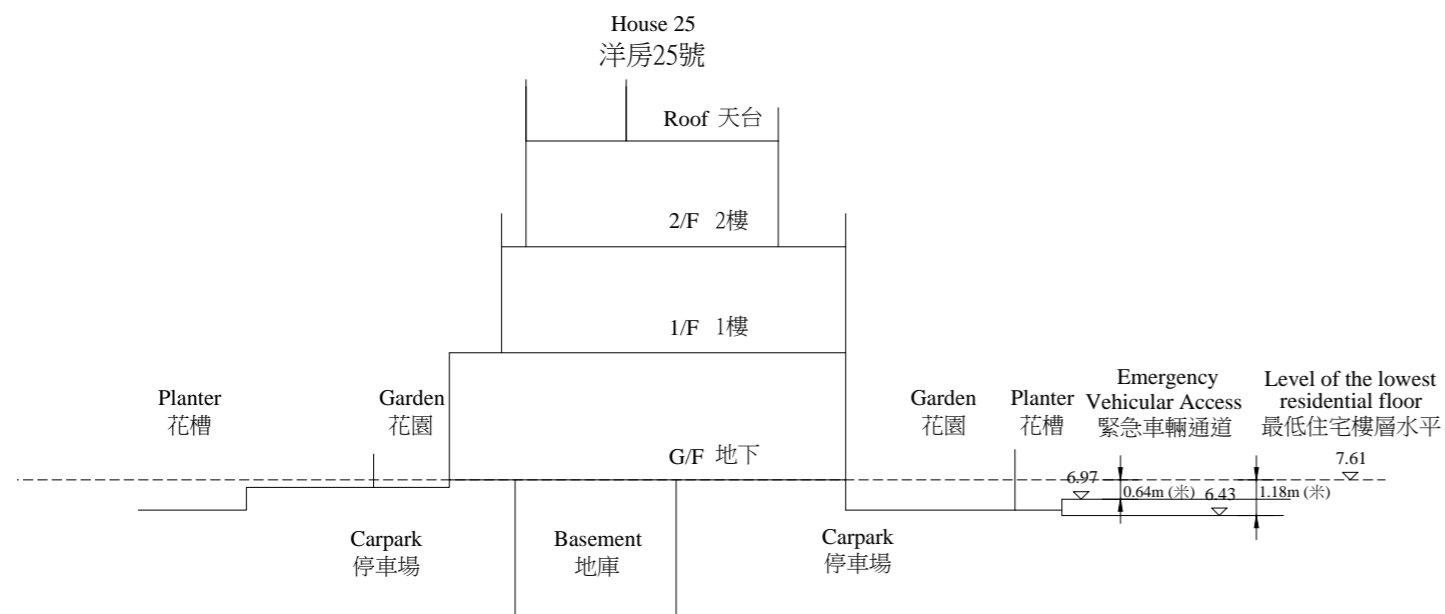 House 25
洋房25號
Roof 天台
2/F 2樓
1/F 1樓
Planter
花槽
Garden
花園
Garden
花園
Planter
花槽
Emergency
Vehicular Access
緊急車輛通道
Level of the lowest
residential floor
最低住宅樓層水平
G/F 地下
6.97
0.64m (米)
6.43
1.18m (米)
7.61
Carpark
停車場
Basement
地庫
Carpark
停車場